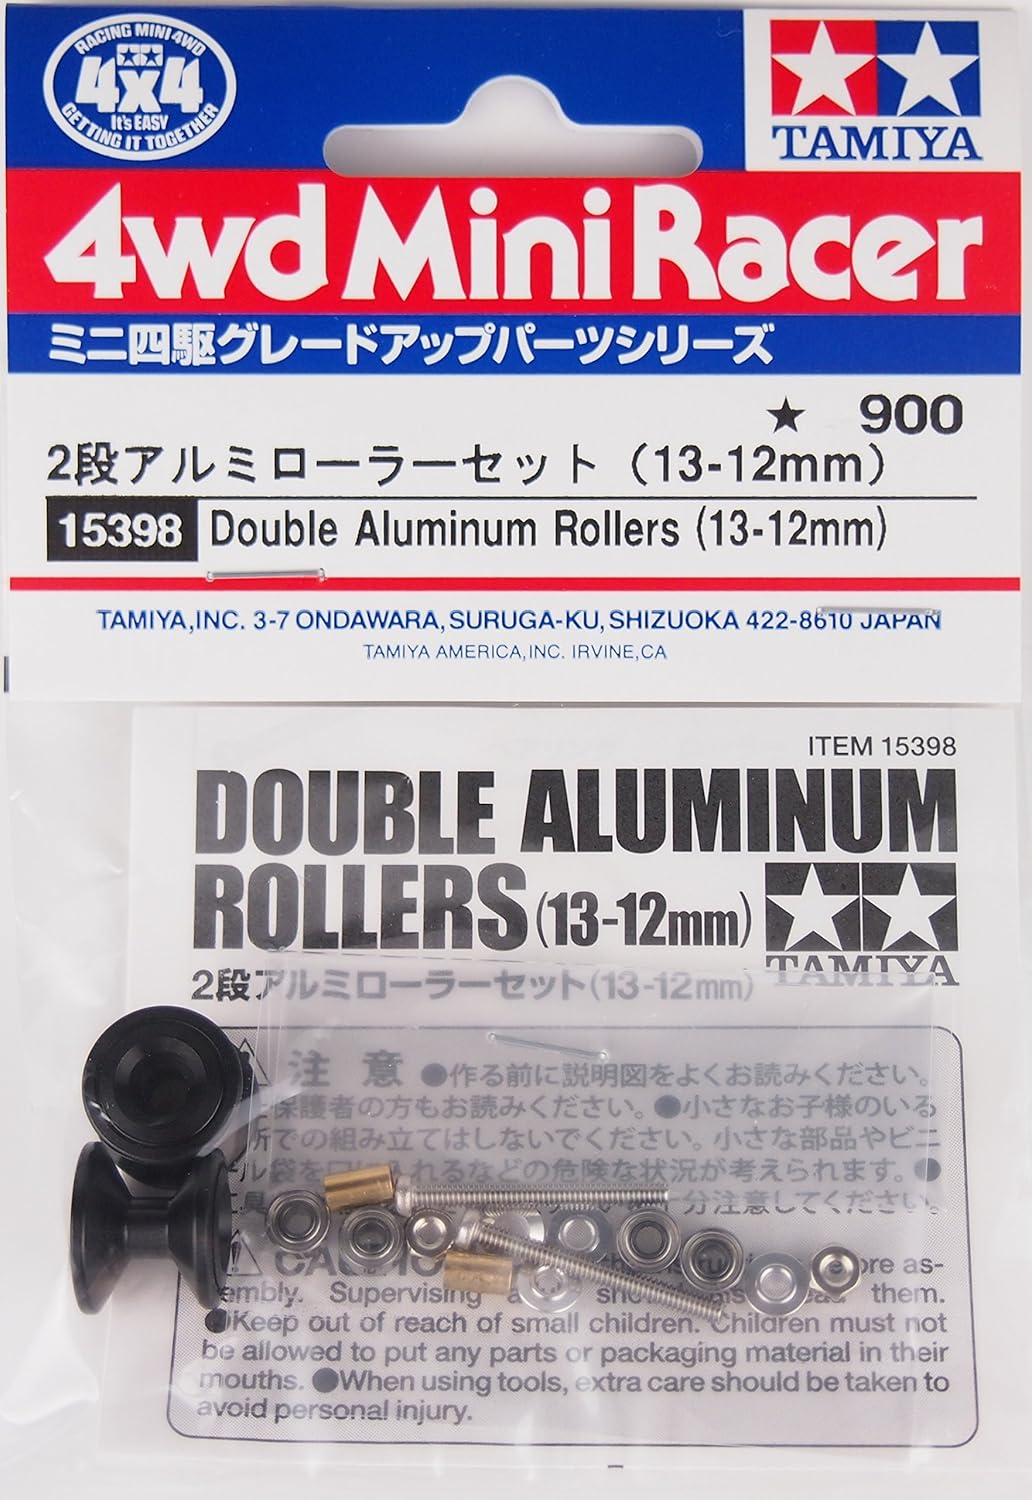 RACING MINI 4WD
4x4
It's EASY
GETTING IT TOGETHER
TAMIYA
4wd Mini Racer
ミニ四駆グレードアップパーツシリーズ
★ 900
2段アルミローラーセット（13-12mm）
15398 Double Aluminum Rollers (13-12mm)
TAMIYA,INC. 3-7 ONDAWARA, SURUGA-KU, SHIZUOKA 422-8610 JAPAN
TAMIYA AMERICA,INC. IRVINE,CA
ITEM 15398
DOUBLE ALUMINUM
ROLLERS (13-12mm)
TAMIYA
2段アルミローラーセット(13-12mm)
注意 ●作る前に説明図をよくお読みください。
保護者の方もお読みください。●小さなお子様のいる
所での組み立てはしないでください。小さな部品やビニ
ール袋を口に入れるなどの危険な状況が考えられます。●
分注意してください。
before as-
sembly. Supervising them.
●Keep out of reach of small children. Children must not
be allowed to put any parts or packaging material in their
mouths. ●When using tools, extra care should be taken to
avoid personal injury.